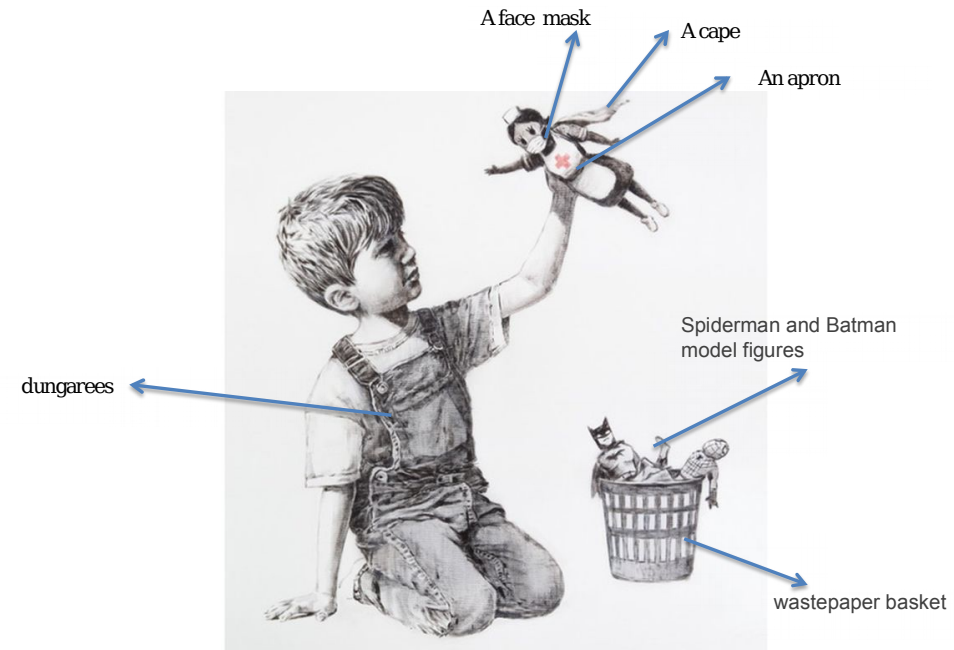 A face mask
A cape
An apron
Spiderman and Batman
model figures
dungarees
wastepaper basket